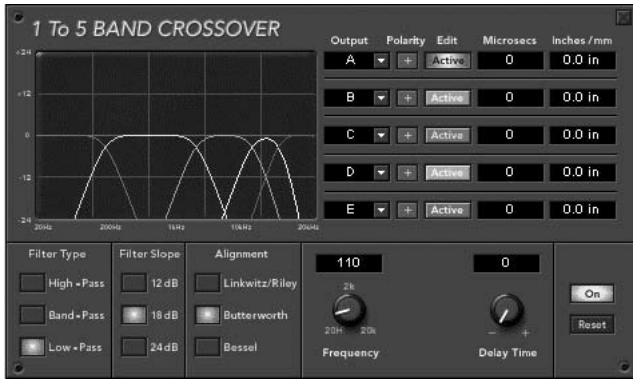 1 To 5 BAND CROSSOVER
Output Polarity Edit Microsecs Inches / mm
A + Active 0 0.0 in
B + Active 0 0.0 in
C + Active 0 0.0 in
D + Active 0 0.0 in
E + Active 0 0.0 in
+24
+12
0
-12
-24
20Hz 200Hz 1kHz 10kHz 20kHz
Filter Type
High - Pass
Band - Pass
Low - Pass
Filter Slope
12 dB
18 dB
24 dB
Alignment
Linkwitz/Riley
Butterworth
Bessel
110
2k
20H 20k
Frequency
0
- +
Delay Time
On
Reset